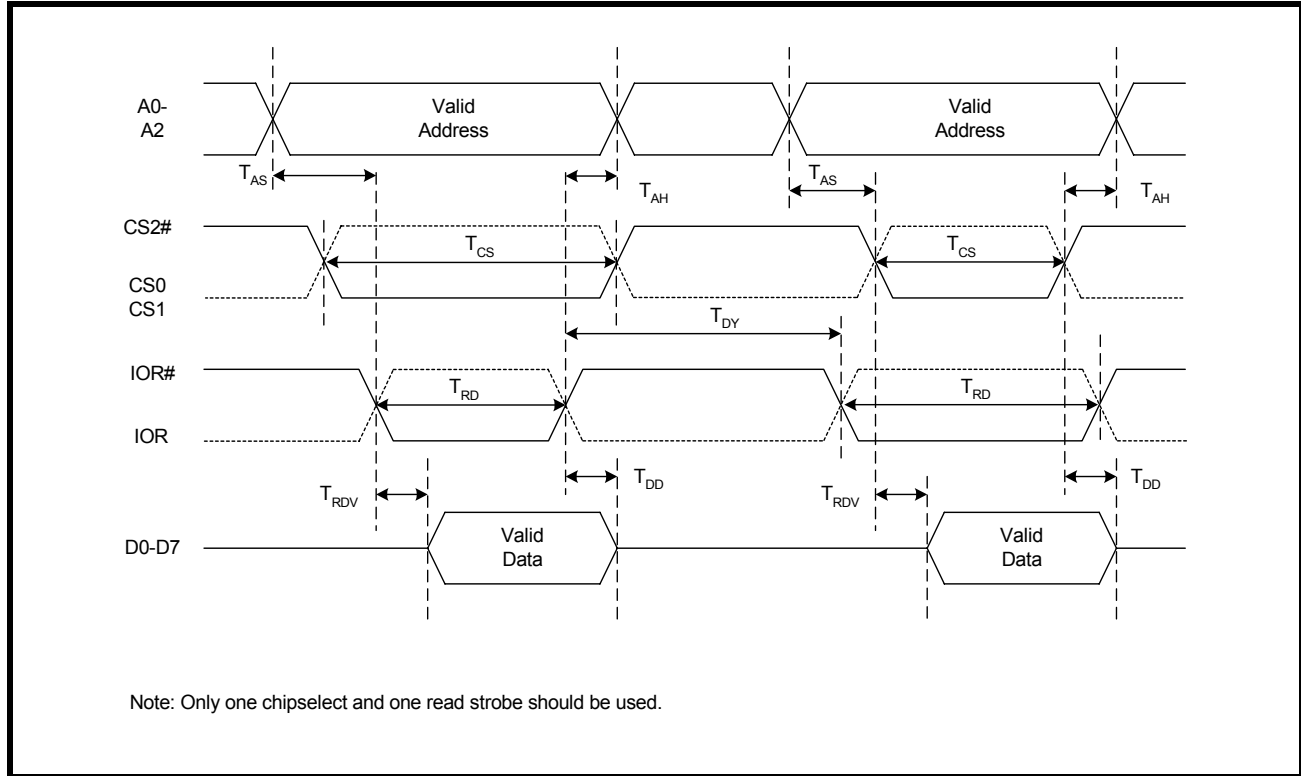 A0-
A2
Valid
Address
Valid
Address
TAS
TAH
TAS
TAH
CS2#
TCS
TCS
CS0
CS1
TDY
IOR#
TRD
TRD
IOR
TRDV
TDD
TRDV
TDD
D0-D7
Valid
Data
Valid
Data
Note: Only one chipselect and one read strobe should be used.